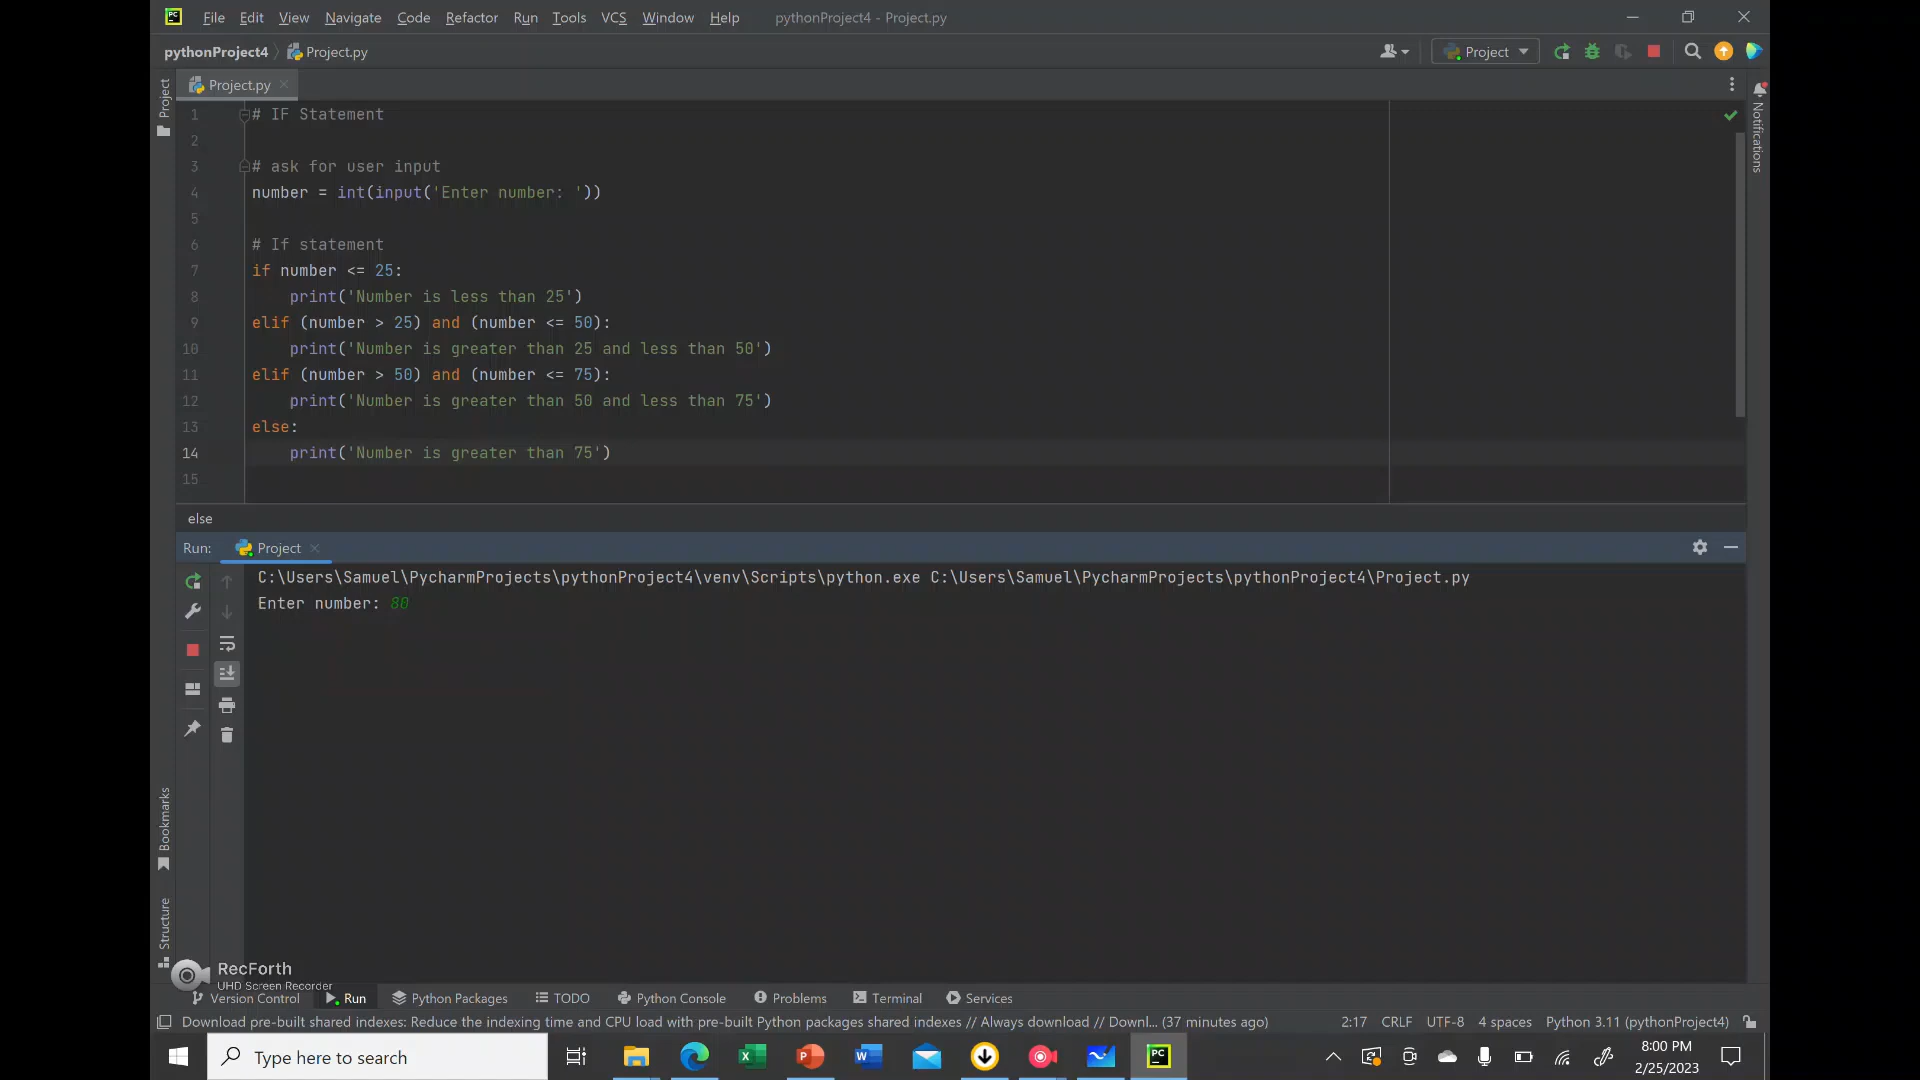 PC File Edit View Navigate Code Refactor Run Tools VCS Window Help pythonProject4 - Project.py
pythonProject4 Project.py Project
Project.py
Project
Notifications
1 # IF Statement
2
3 # ask for user input
4 number = int(input('Enter number: '))
5
6 # If statement
7 if number <= 25:
8 print('Number is less than 25')
9 elif (number > 25) and (number <= 50):
10 print('Number is greater than 25 and less than 50')
11 elif (number > 50) and (number <= 75):
12 print('Number is greater than 50 and less than 75')
13 else:
14 print('Number is greater than 75')
15
else
Run: Project
C:\Users\Samuel\PycharmProjects\pythonProject4\venv\Scripts\python.exe C:\Users\Samuel\PycharmProjects\pythonProject4\Project.py
Enter number: 80
Bookmarks
Structure
RecForth
UHD Screen Recorder
Version Control Run Python Packages TODO Python Console Problems Terminal Services
Download pre-built shared indexes: Reduce the indexing time and CPU load with pre-built Python packages shared indexes // Always download // Downl... (37 minutes ago) 2:17 CRLF UTF-8 4 spaces Python 3.11 (pythonProject4)
Type here to search
8:00 PM
2/25/2023